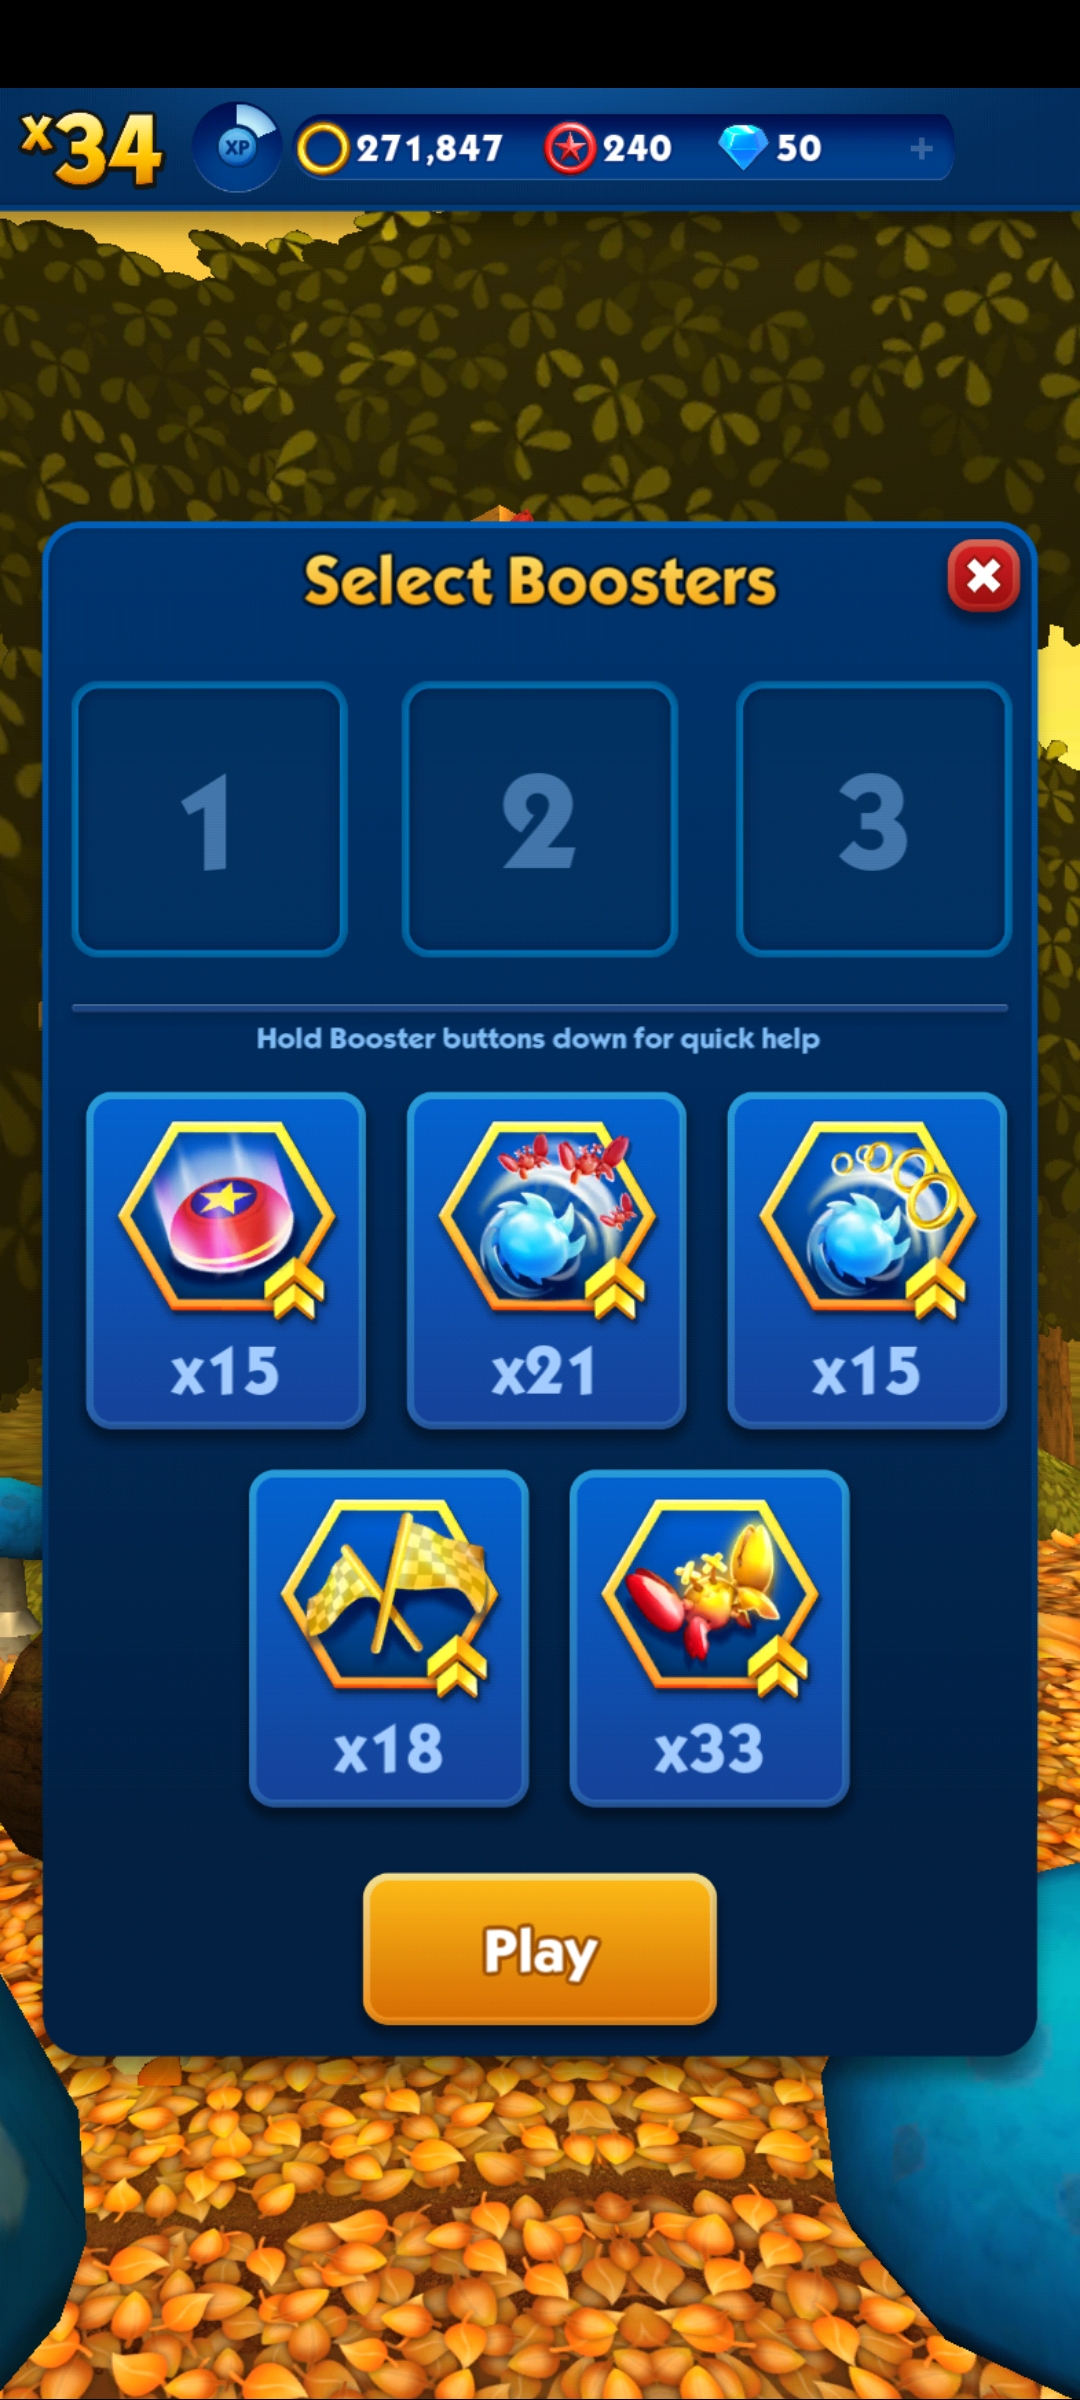 x34
XP
271,847
240
50
+
Select Boosters
1
2
3
Hold Booster buttons down for quick help
x15
x21
x15
x18
x33
Play